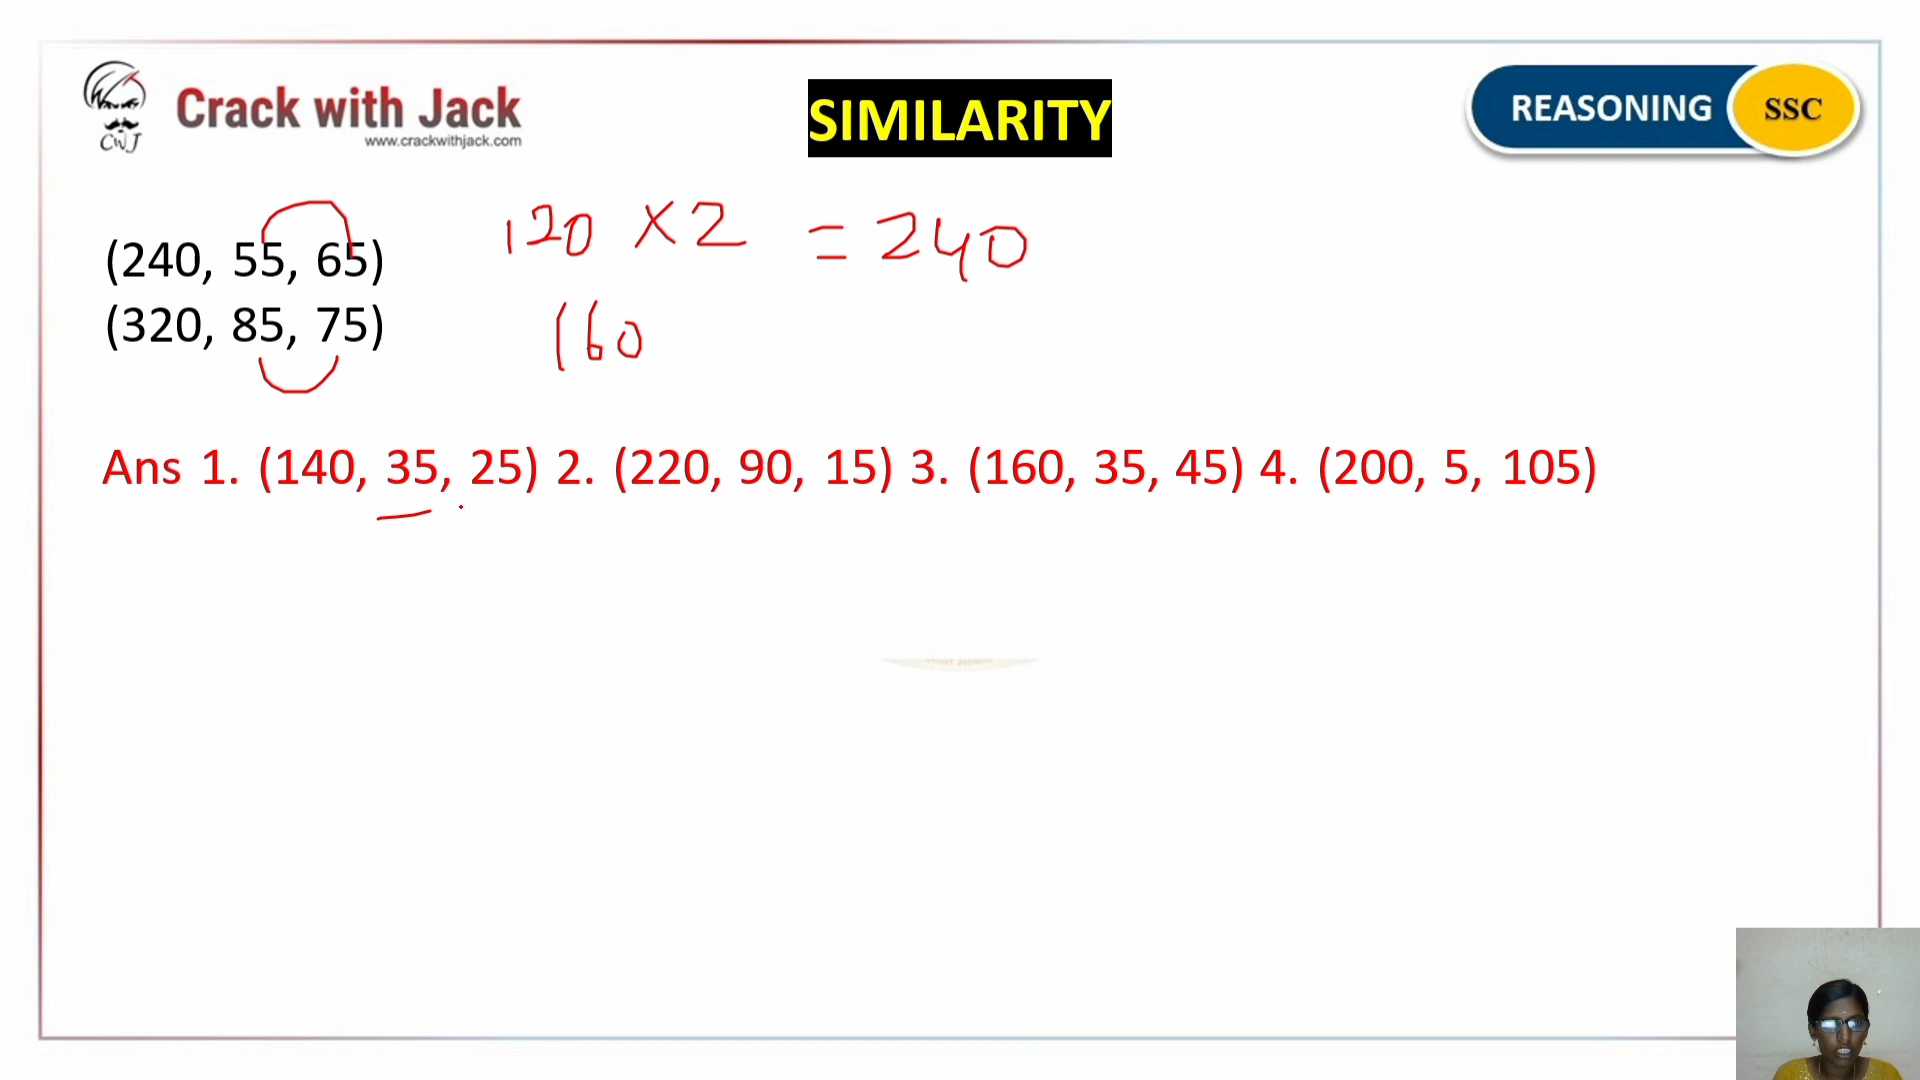 Crack with Jack
www.crackwithjack.com
CWJ
SIMILARITY
REASONING SSC
(240, 55, 65) 120 × 2 = 240
(320, 85, 75) 160
Ans 1. (140, 35, 25) 2. (220, 90, 15) 3. (160, 35, 45) 4. (200, 5, 105)